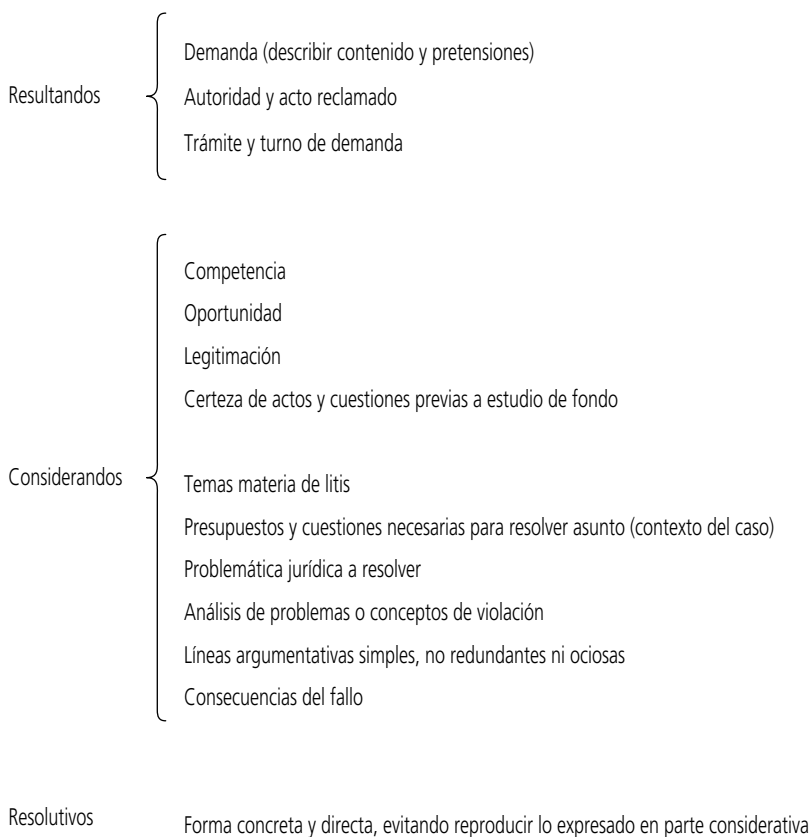 Resultandos
Demanda (describir contenido y pretensiones)
Autoridad y acto reclamado
Trámite y turno de demanda
Considerandos
Competencia
Oportunidad
Legitimación
Certeza de actos y cuestiones previas a estudio de fondo
Temas materia de litis
Presupuestos y cuestiones necesarias para resolver asunto (contexto del caso)
Problemática jurídica a resolver
Análisis de problemas o conceptos de violación
Líneas argumentativas simples, no redundantes ni ociosas
Consecuencias del fallo
Resolutivos
Forma concreta y directa, evitando reproducir lo expresado en parte considerativa